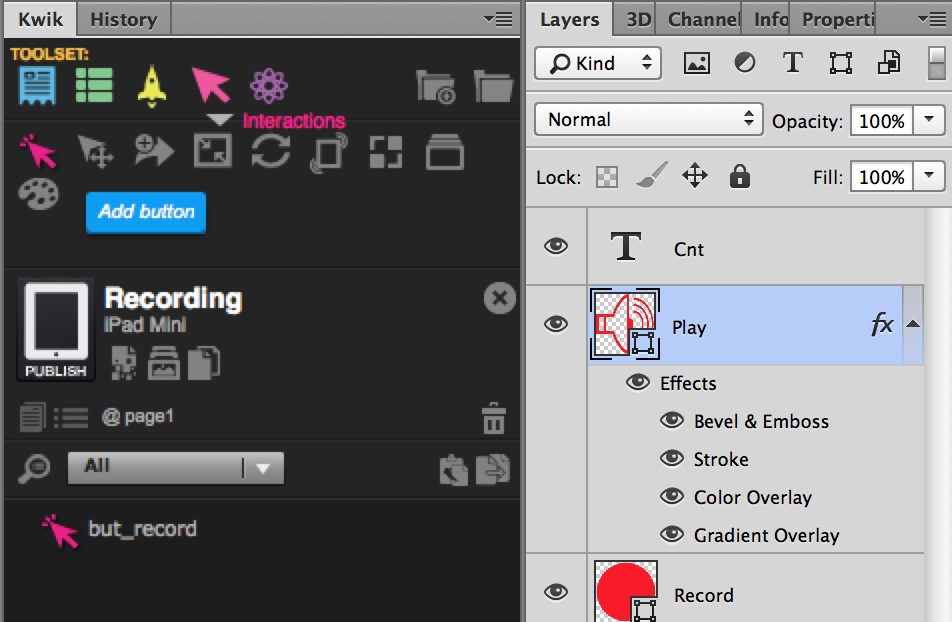 Kwik
History
TOOLSET:
Interactions
Add button
Recording
iPad Mini
PUBLISH
@ page1
All
but_record
Layers
3D
Channel
Info
Properti
Kind
Normal
Opacity: 100%
Lock:
Fill: 100%
T Cnt
Play fx
Effects
Bevel & Emboss
Stroke
Color Overlay
Gradient Overlay
Record